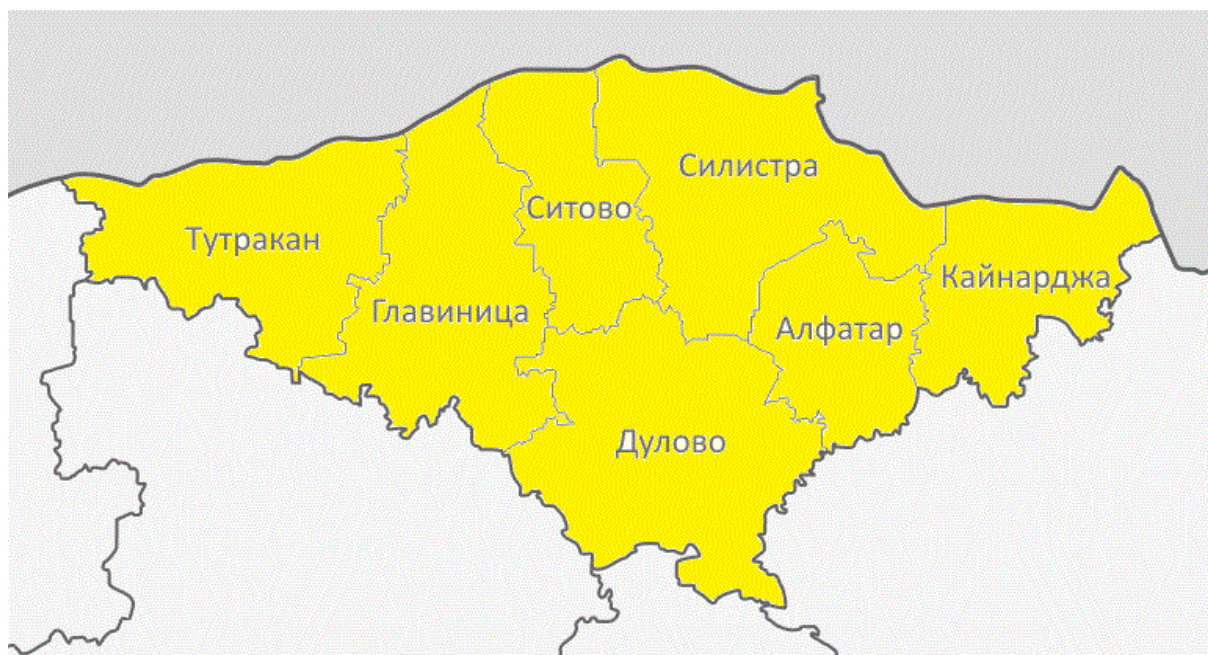 Силистра
Ситово
Тутракан
Кайнарджа
Главиница
Алфатар
Дулово